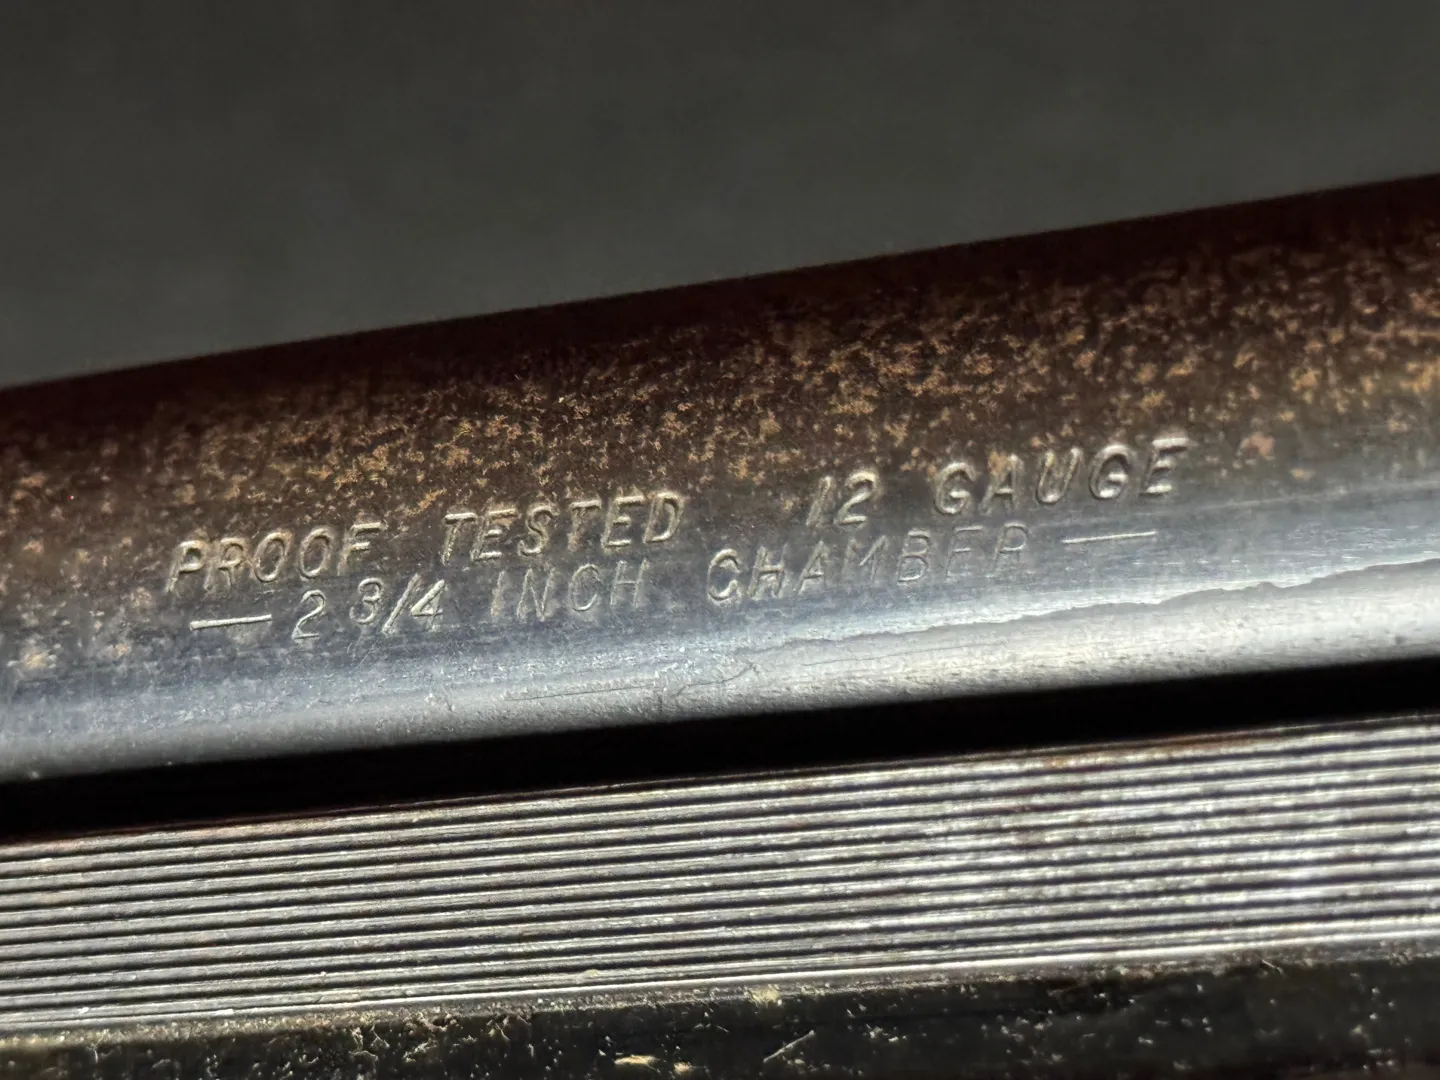 PROOF TESTED 12 GAUGE
— 2 3/4 INCH CHAMBER —